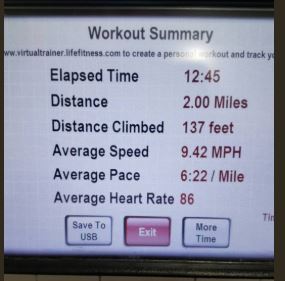 Workout Summary
www.virtualtrainer.lifefitness.com to create a personal workout and track
Elapsed Time 12:45
Distance 2.00 Miles
Distance Climbed 137 feet
Average Speed 9.42 MPH
Average Pace 6:22 / Mile
Average Heart Rate 86
Save To
USB
Exit
More
Time